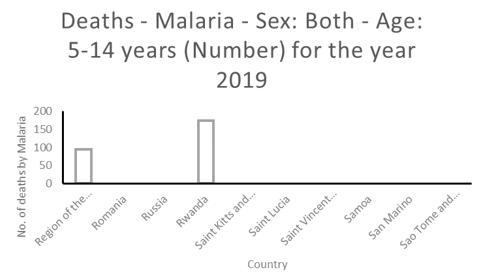 Deaths - Malaria - Sex: Both - Age:
5-14 years (Number) for the year
2019
No. of deaths by Malaria
200
150
100
50
0
Region of the...
Romania
Russia
Rwanda
Saint Kitts and...
Saint Lucia
Saint Vincent...
Samoa
San Marino
Sao Tome and...
Country